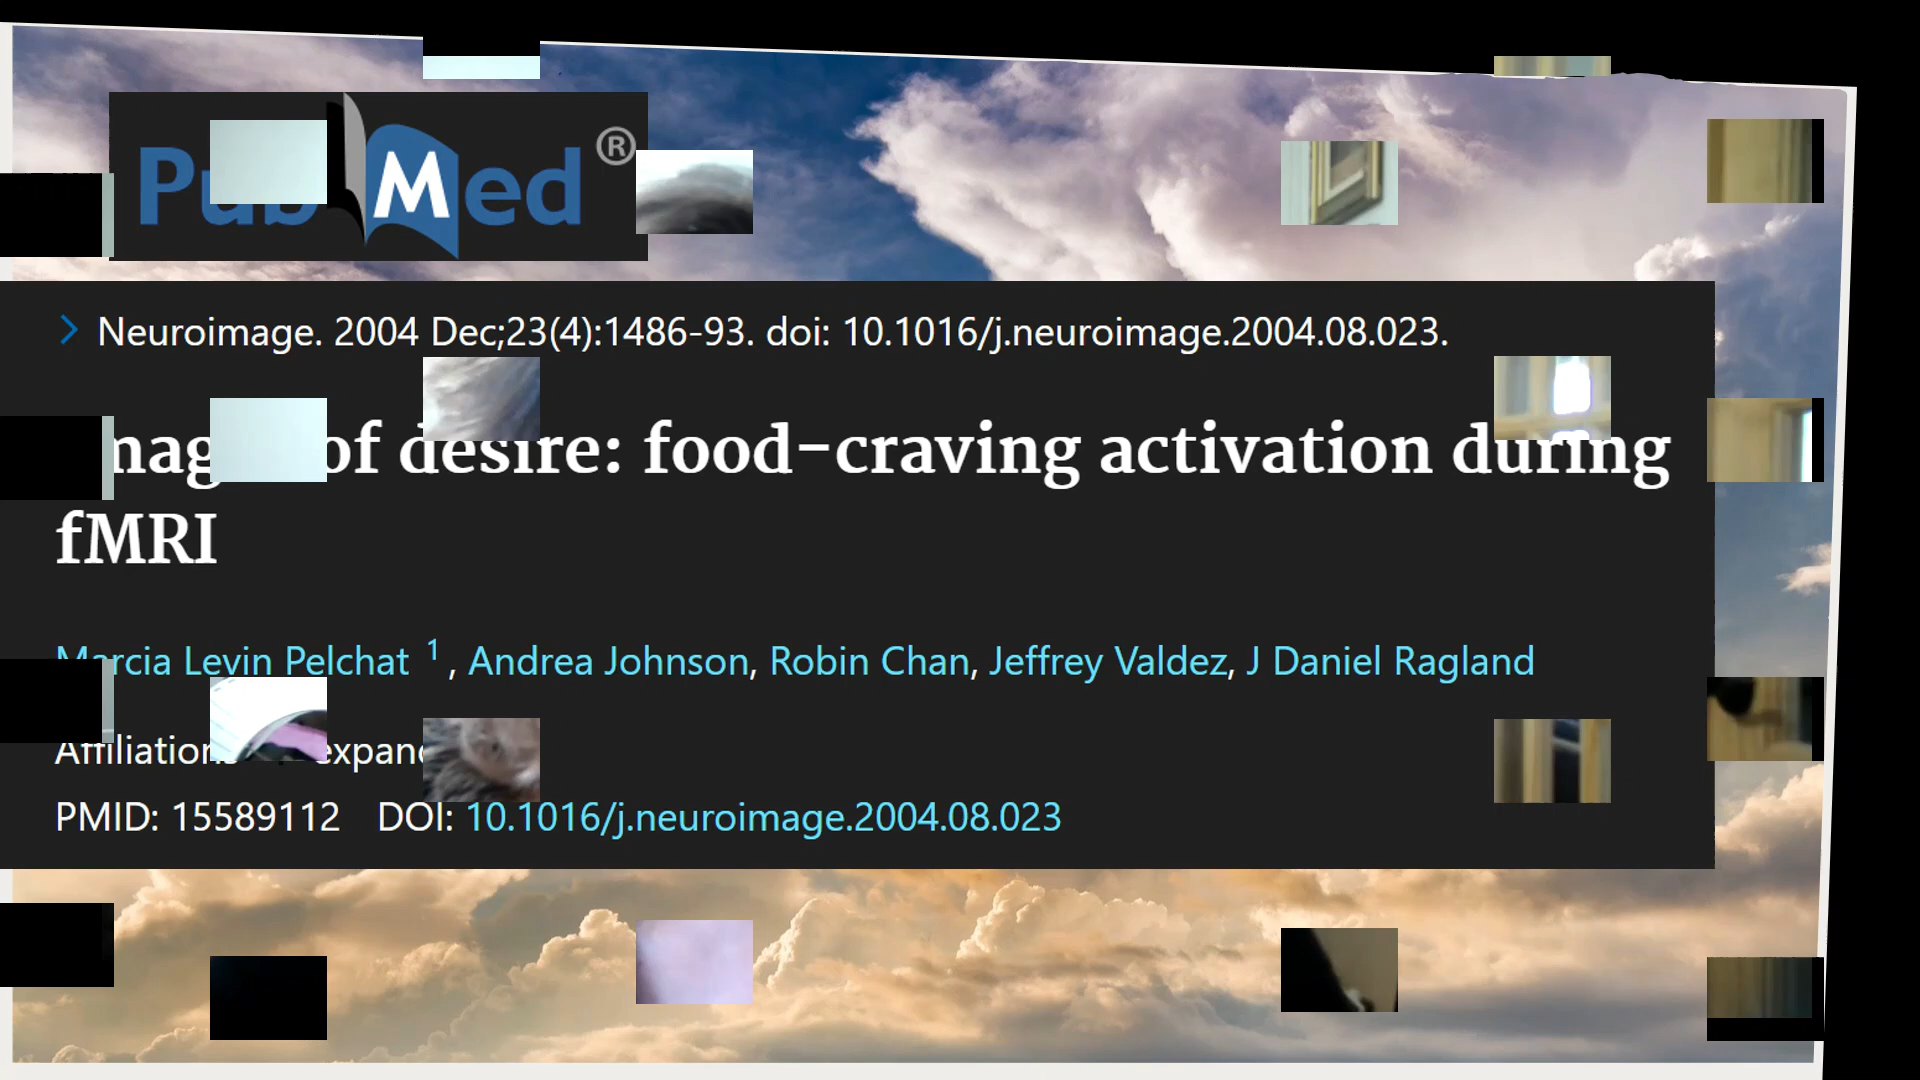 PubMed®
Neuroimage. 2004 Dec;23(4):1486-93. doi: 10.1016/j.neuroimage.2004.08.023.
of desire: food-craving activation during
fMRI
Marcia Levin Pelchat 1, Andrea Johnson, Robin Chan, Jeffrey Valdez, J Daniel Ragland
PMID: 15589112 DOI: 10.1016/j.neuroimage.2004.08.023